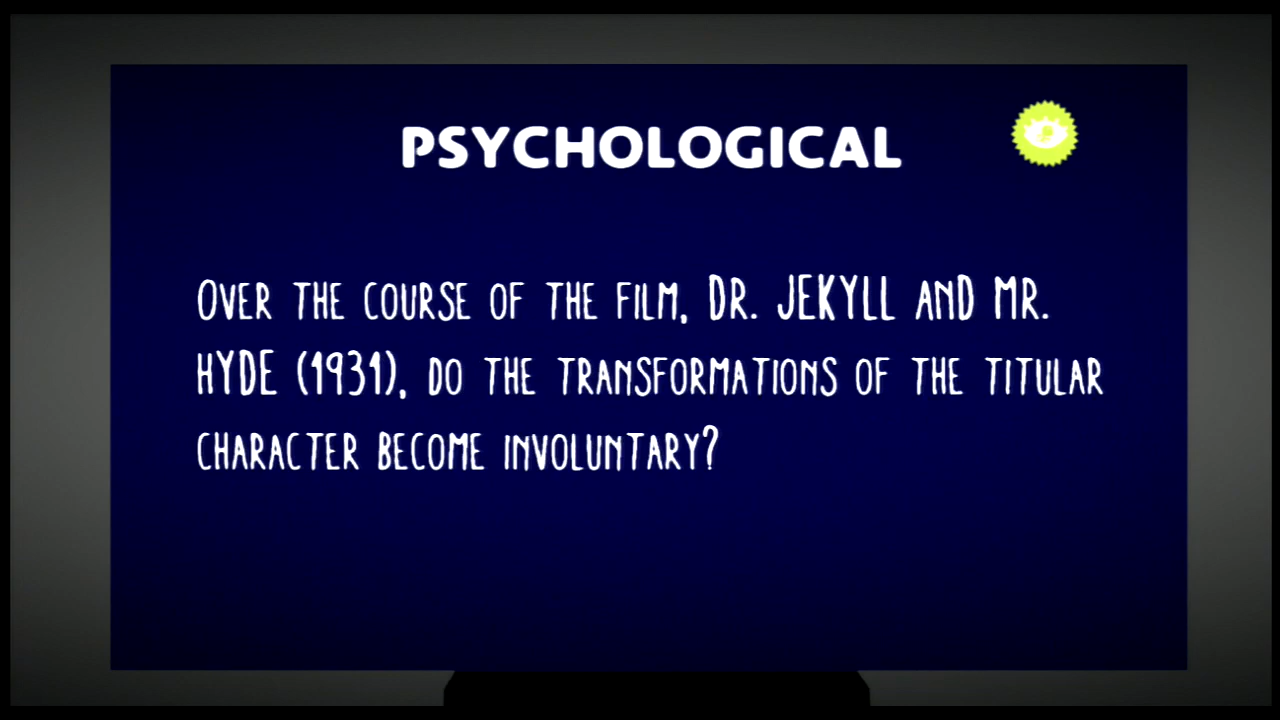 PSYCHOLOGICAL
OVER THE COURSE OF THE FILM, DR. JEKYLL AND MR.
HYDE (1931), DO THE TRANSFORMATIONS OF THE TITULAR
CHARACTER BECOME INVOLUNTARY?